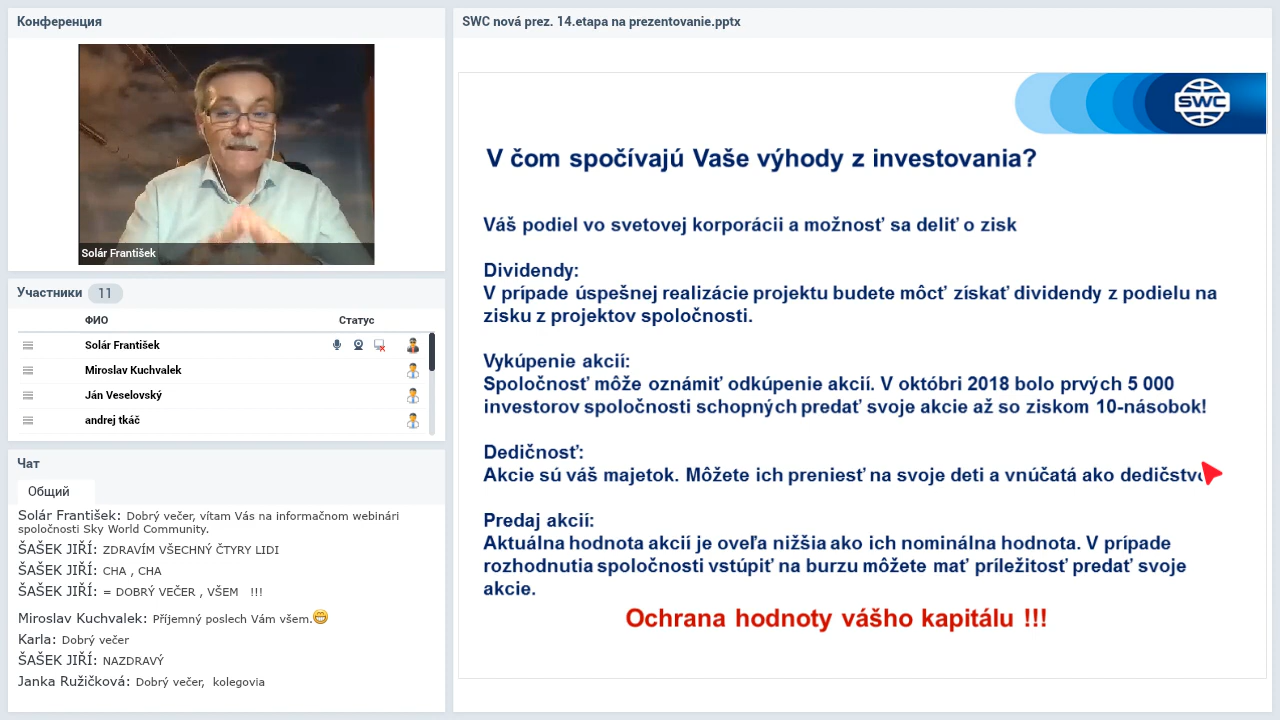 Конференция
Solár František
Участники 11
ФИО Статус
Solár František
Miroslav Kuchvalek
Ján Veselovský
andrej tkáč
Чат
Общий
Solár František: Dobrý večer, vítam Vás na informačnom webinári
spoločnosti Sky World Community.
ŠAŠEK JIŘÍ: ZDRAVÍM VŠECHNÝ ČTYRY LIDI
ŠAŠEK JIŘÍ: CHA , CHA
ŠAŠEK JIŘÍ: = DOBRÝ VEČER , VŠEM !!!
Miroslav Kuchvalek: Příjemný poslech Vám všem.
Karla: Dobrý večer
ŠAŠEK JIŘÍ: NAZDRAVÝ
Janka Ružičková: Dobrý večer, kolegovia
SWC nová prez. 14.etapa na prezentovanie.pptx
SWC
V čom spočívajú Vaše výhody z investovania?
Váš podiel vo svetovej korporácii a možnosť sa deliť o zisk
Dividendy:
V prípade úspešnej realizácie projektu budete môcť získať dividendy z podielu na
zisku z projektov spoločnosti.
Vykúpenie akcií:
Spoločnosť môže oznámiť odkúpenie akcií. V októbri 2018 bolo prvých 5 000
investorov spoločnosti schopných predať svoje akcie až so ziskom 10-násobok!
Dedičnosť:
Akcie sú váš majetok. Môžete ich preniesť na svoje deti a vnúčatá ako dedičstvo
Predaj akcií:
Aktuálna hodnota akcií je oveľa nižšia ako ich nominálna hodnota. V prípade
rozhodnutia spoločnosti vstúpiť na burzu môžete mať príležitosť predať svoje
akcie.
Ochrana hodnoty vášho kapitálu !!!